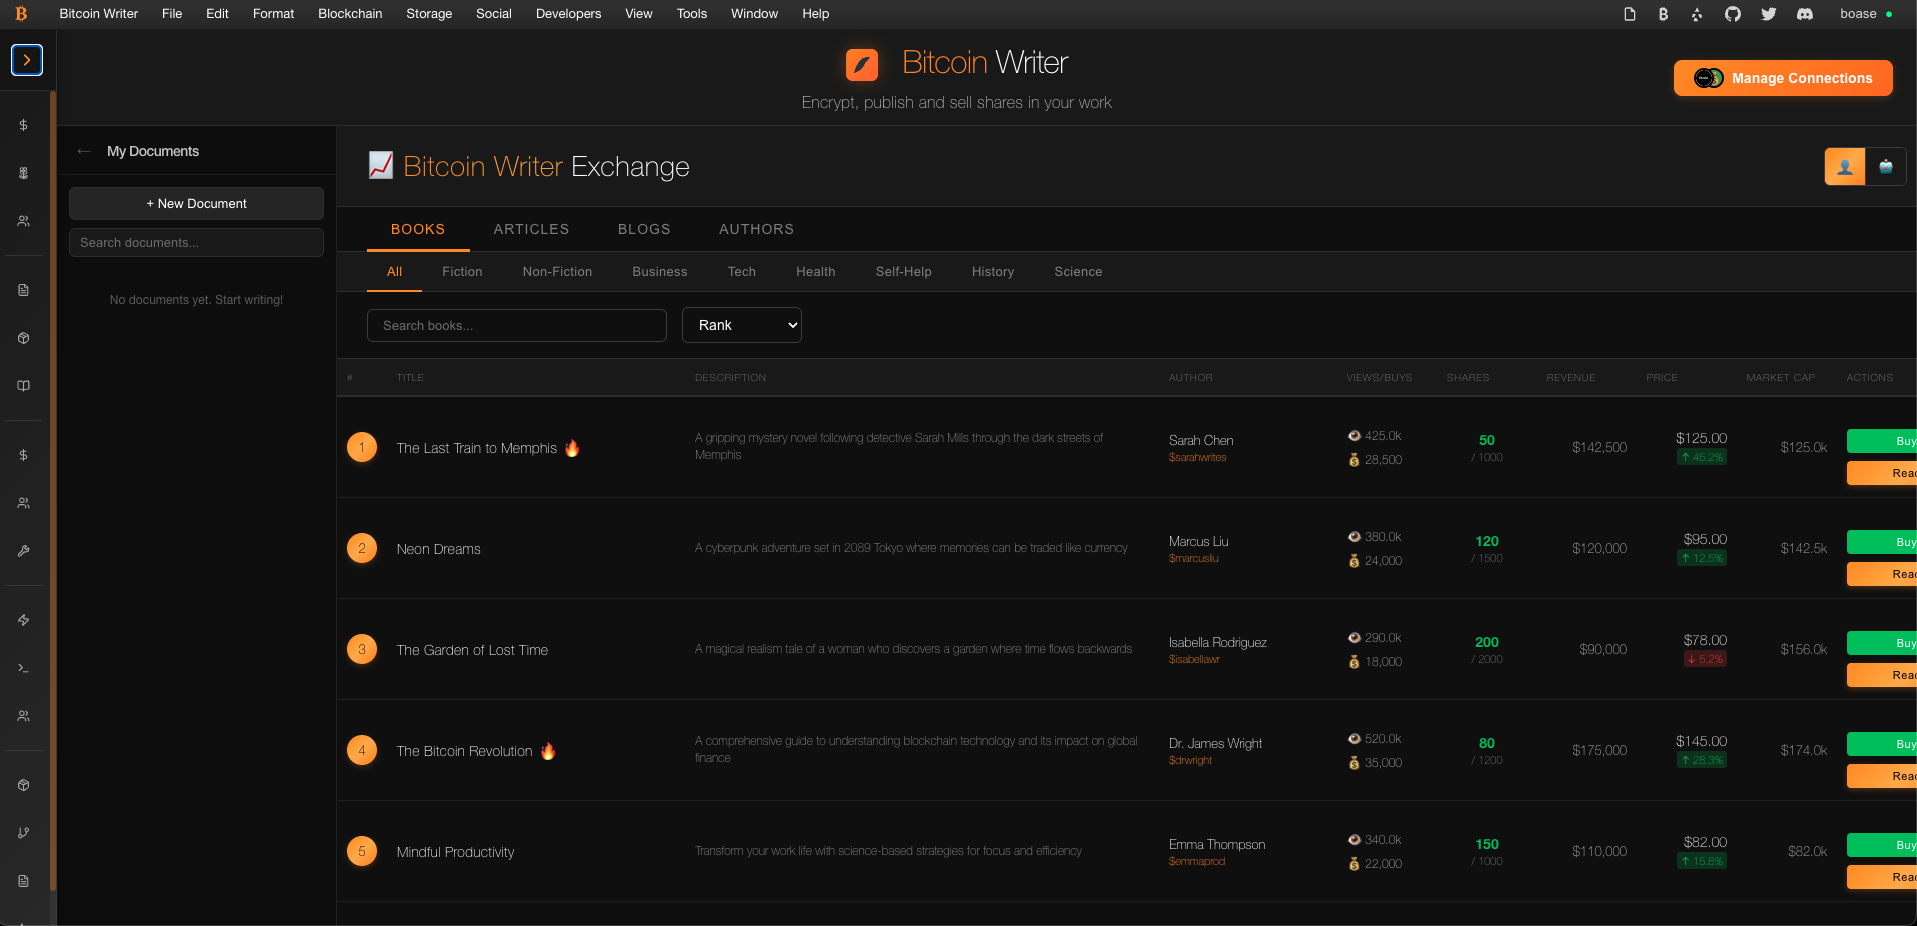 Bitcoin Writer File Edit Format Blockchain Storage Social Developers View Tools Window Help boase
Bitcoin Writer
Encrypt, publish and sell shares in your work
Manage Connections
← My Documents
+ New Document
Search documents...
No documents yet. Start writing!
Bitcoin Writer Exchange
BOOKS ARTICLES BLOGS AUTHORS
All Fiction Non-Fiction Business Tech Health Self-Help History Science
Search books... Rank
# TITLE DESCRIPTION AUTHOR VIEWS/BUYS SHARES REVENUE PRICE MARKET CAP ACTIONS
1 The Last Train to Memphis
A gripping mystery novel following detective Sarah Mills through the dark streets of
Memphis
Sarah Chen
$sarahwrites
425.0k
28,500
50
/ 1000
$142,500
$125.00
↑ 45.2%
$125.0k
Buy
Read
2 Neon Dreams
A cyberpunk adventure set in 2089 Tokyo where memories can be traded like currency
Marcus Liu
$marcusliu
380.0k
24,000
120
/ 1500
$120,000
$95.00
↑ 12.5%
$142.5k
Buy
Read
3 The Garden of Lost Time
A magical realism tale of a woman who discovers a garden where time flows backwards
Isabella Rodriguez
$isabellawr
290.0k
18,000
200
/ 2000
$90,000
$78.00
↓ 5.2%
$156.0k
Buy
Read
4 The Bitcoin Revolution
A comprehensive guide to understanding blockchain technology and its impact on global
finance
Dr. James Wright
$drwright
520.0k
35,000
80
/ 1200
$175,000
$145.00
↑ 28.3%
$174.0k
Buy
Read
5 Mindful Productivity
Transform your work life with science-based strategies for focus and efficiency
Emma Thompson
$emmaprod
340.0k
22,000
150
/ 1000
$110,000
$82.00
↑ 15.8%
$82.0k
Buy
Read